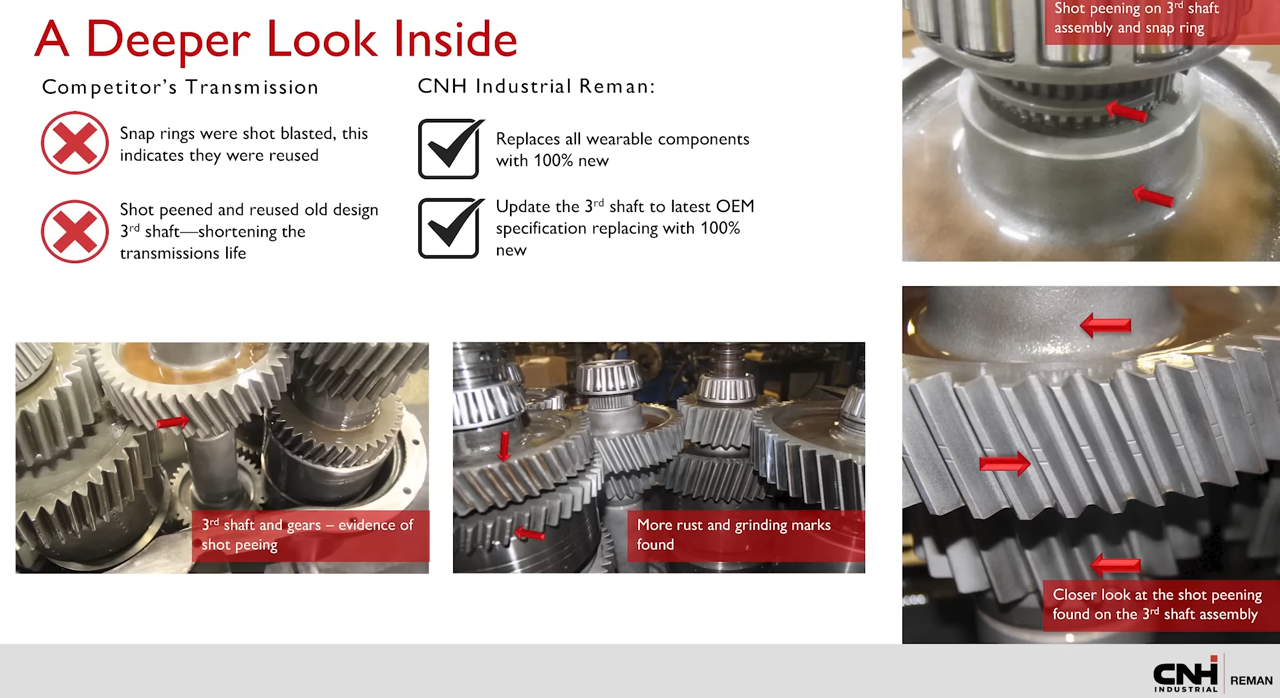 A Deeper Look Inside
Competitor's Transmission
Snap rings were shot blasted, this
indicates they were reused
Shot peened and reused old design
3rd shaft—shortening the
transmissions life
CNH Industrial Reman:
Replaces all wearable components
with 100% new
Update the 3rd shaft to latest OEM
specification replacing with 100%
new
Shot peening on 3rd shaft
assembly and snap ring
3rd shaft and gears – evidence of
shot peeing
More rust and grinding marks
found
Closer look at the shot peening
found on the 3rd shaft assembly
CNH
INDUSTRIAL
REMAN